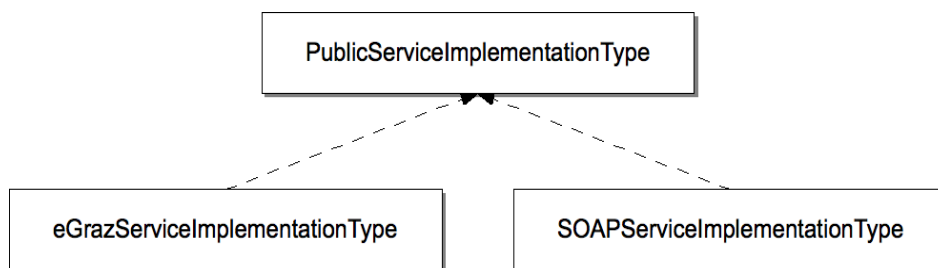 PublicServiceImplementationType
eGrazServiceImplementationType
SOAPServiceImplementationType